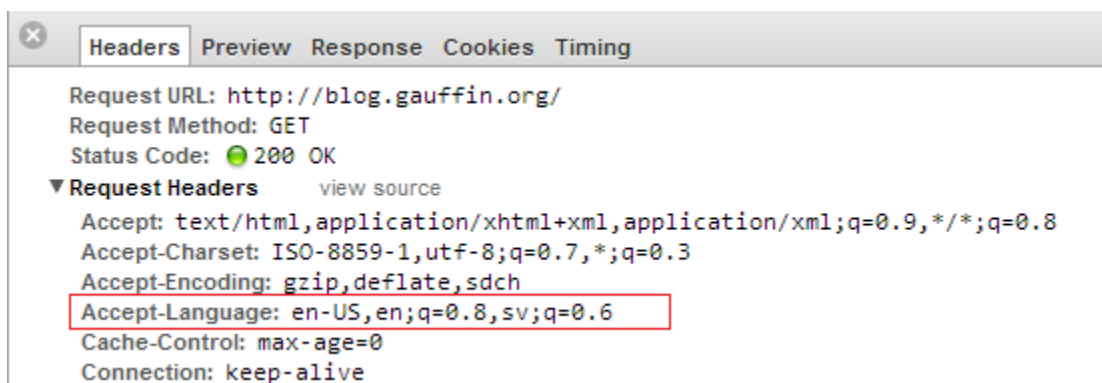 Headers Preview Response Cookies Timing
Request URL: http://blog.gauffin.org/
Request Method: GET
Status Code: 200 OK
Request Headers view source
Accept: text/html,application/xhtml+xml,application/xml;q=0.9,*/*;q=0.8
Accept-Charset: ISO-8859-1,utf-8;q=0.7,*;q=0.3
Accept-Encoding: gzip,deflate,sdch
Accept-Language: en-US,en;q=0.8,sv;q=0.6
Cache-Control: max-age=0
Connection: keep-alive